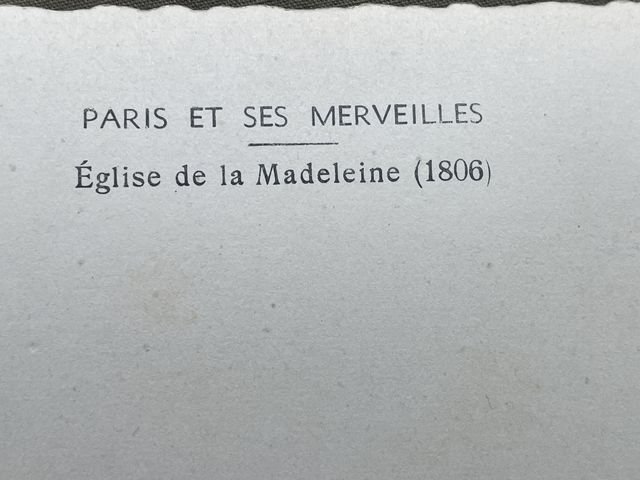 PARIS ET SES MERVEILLES
Église de la Madeleine (1806)